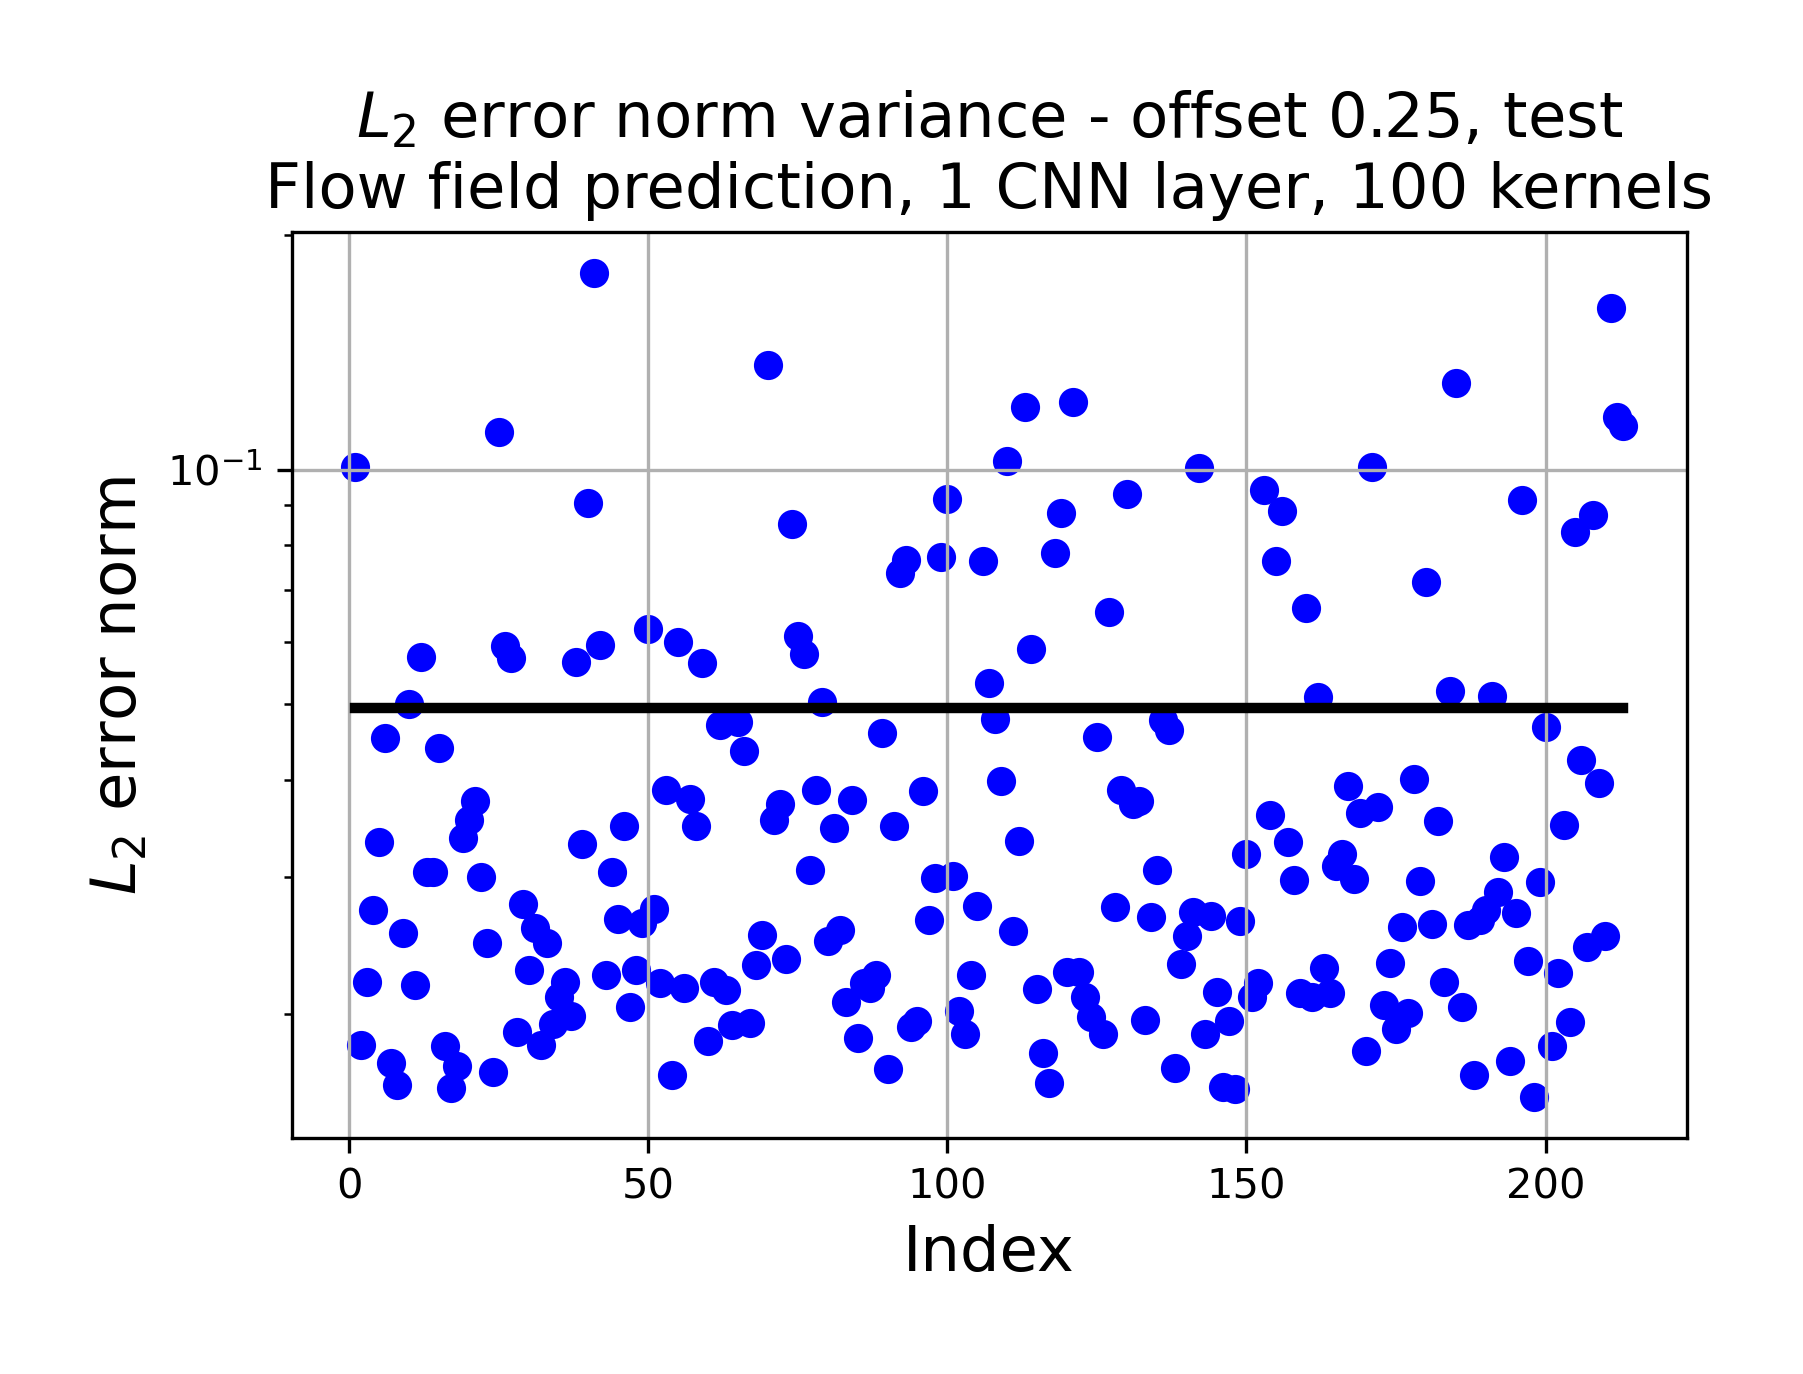 L₂ error norm variance - offset 0.25, test
Flow field prediction, 1 CNN layer, 100 kernels
L₂ error norm
10⁻¹
0 50 100 150 200
Index